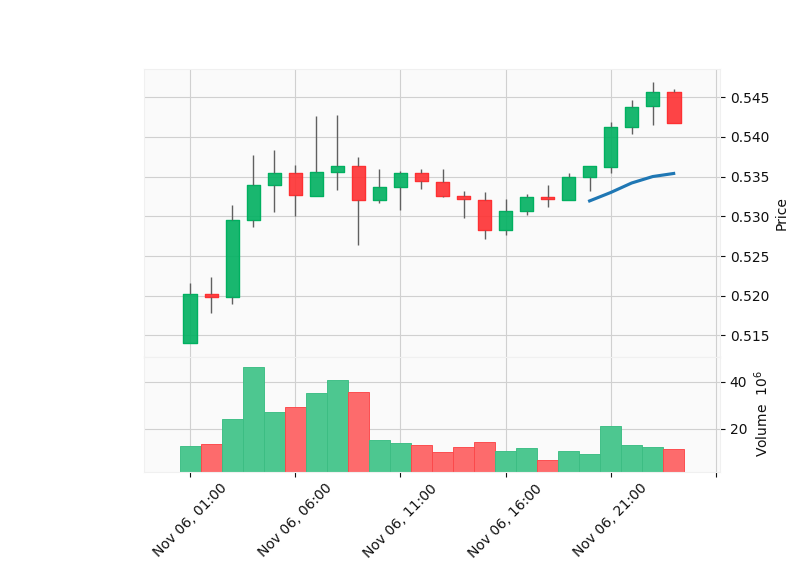 0.545
0.540
0.535
0.530
0.525
0.520
0.515
Price
40
20
Volume 10⁶
Nov 06, 01:00
Nov 06, 06:00
Nov 06, 11:00
Nov 06, 16:00
Nov 06, 21:00